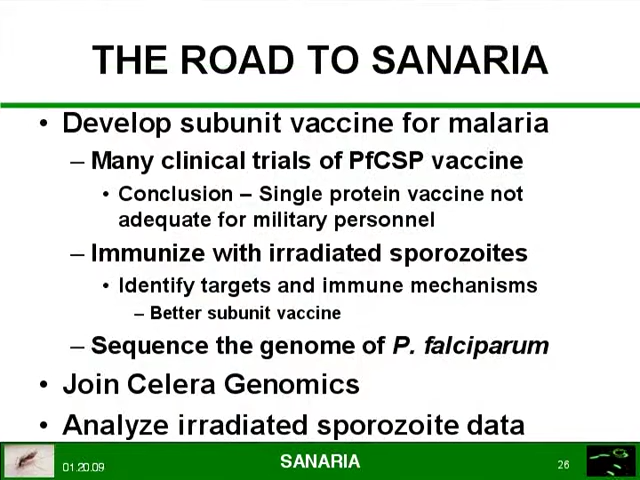 THE ROAD TO SANARIA
• Develop subunit vaccine for malaria
– Many clinical trials of PfCSP vaccine
• Conclusion – Single protein vaccine not
adequate for military personnel
– Immunize with irradiated sporozoites
• Identify targets and immune mechanisms
– Better subunit vaccine
– Sequence the genome of P. falciparum
• Join Celera Genomics
• Analyze irradiated sporozoite data
01.20.09
SANARIA
26